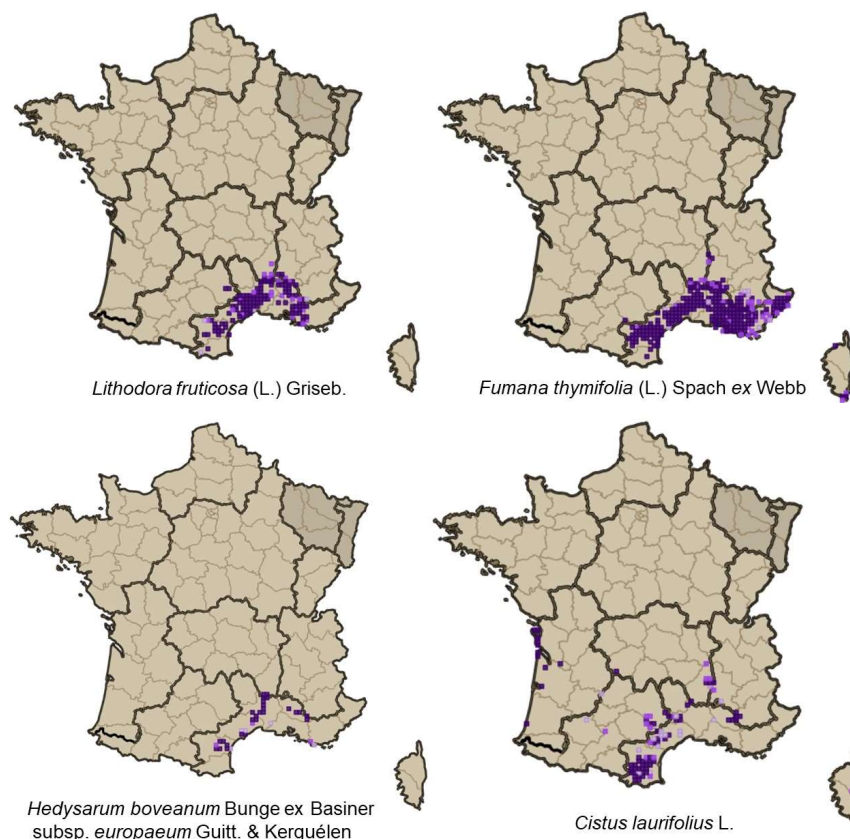 Lithodora fruticosa (L.) Griseb.
Fumana thymifolia (L.) Spach ex Webb
Hedysarum boveanum Bunge ex Basiner
subsp. europaeum Guitt. & Kerguélen
Cistus laurifolius L.